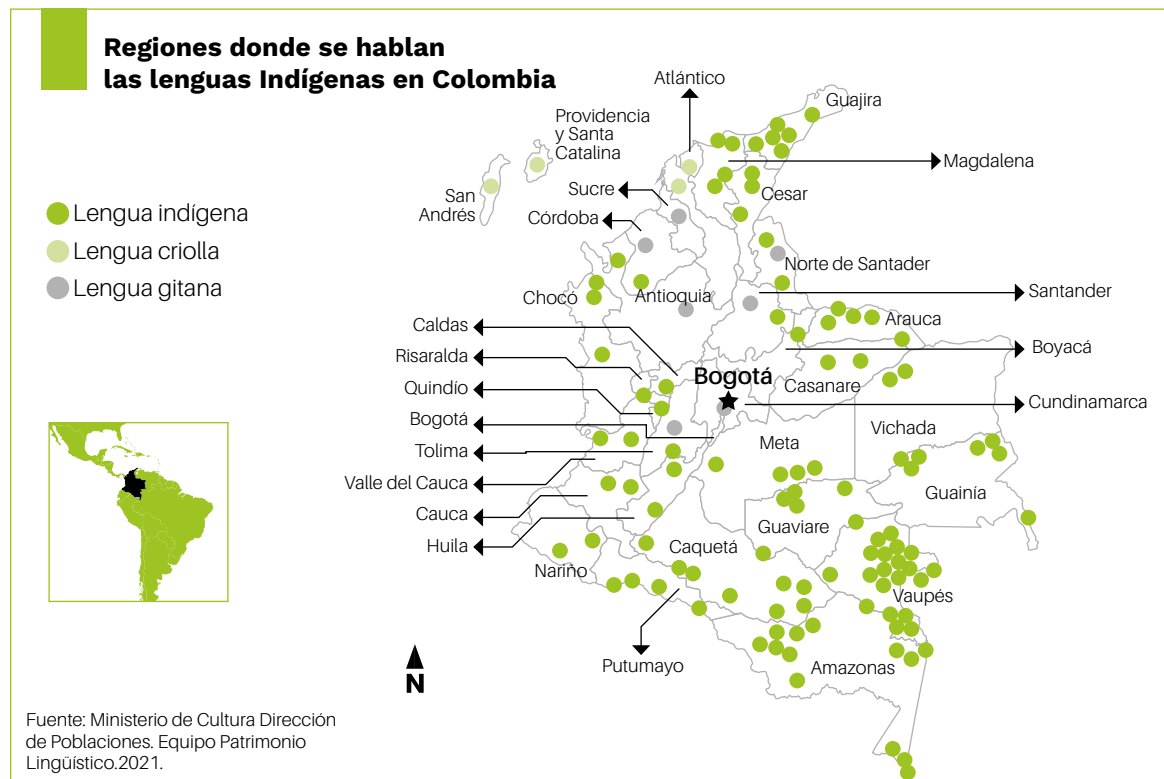 Regiones donde se hablan
las lenguas Indígenas en Colombia
Lengua indígena
Lengua criolla
Lengua gitana
Providencia
y Santa
Catalina
San
Andrés
Atlántico
Guajira
Magdalena
Sucre
Cesar
Córdoba
Norte de Santader
Chocó
Antioquia
Santander
Caldas
Arauca
Risaralda
Boyacá
Quindío
Bogotá
Casanare
Bogotá
Cundinamarca
Tolima
Meta
Vichada
Valle del Cauca
Guainía
Cauca
Guaviare
Huila
Nariño
Caquetá
Vaupés
Putumayo
Amazonas
N
Fuente: Ministerio de Cultura Dirección
de Poblaciones. Equipo Patrimonio
Lingüístico.2021.